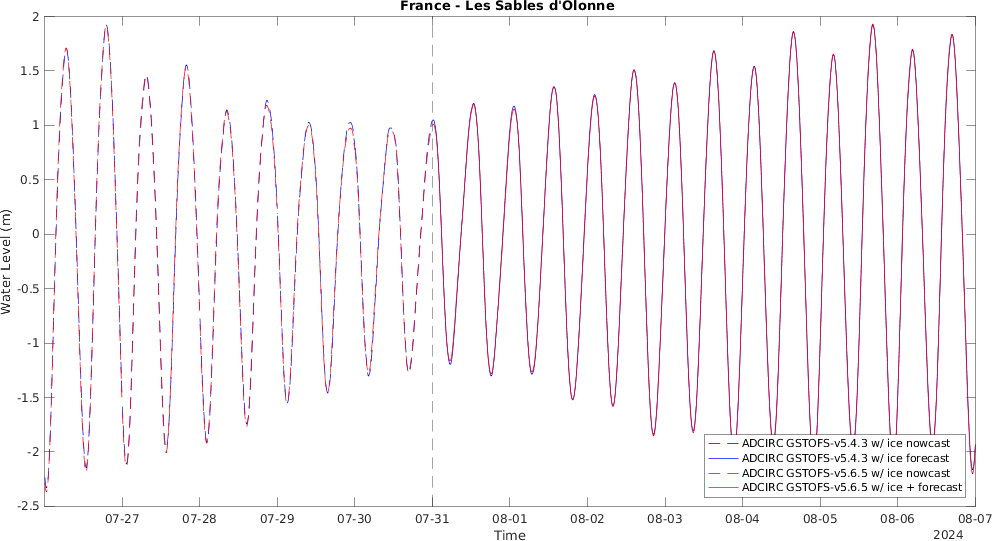 France - Les Sables d'Olonne
2
1.5
1
0.5
0
-0.5
-1
-1.5
-2
-2.5
Water Level (m)
ADCIRC GSTOFS-v5.4.3 w/ ice nowcast
ADCIRC GSTOFS-v5.4.3 w/ ice forecast
ADCIRC GSTOFS-v5.6.5 w/ ice nowcast
ADCIRC GSTOFS-v5.6.5 w/ ice + forecast
07-27 07-28 07-29 07-30 07-31 08-01 08-02 08-03 08-04 08-05 08-06 08-07
Time
2024